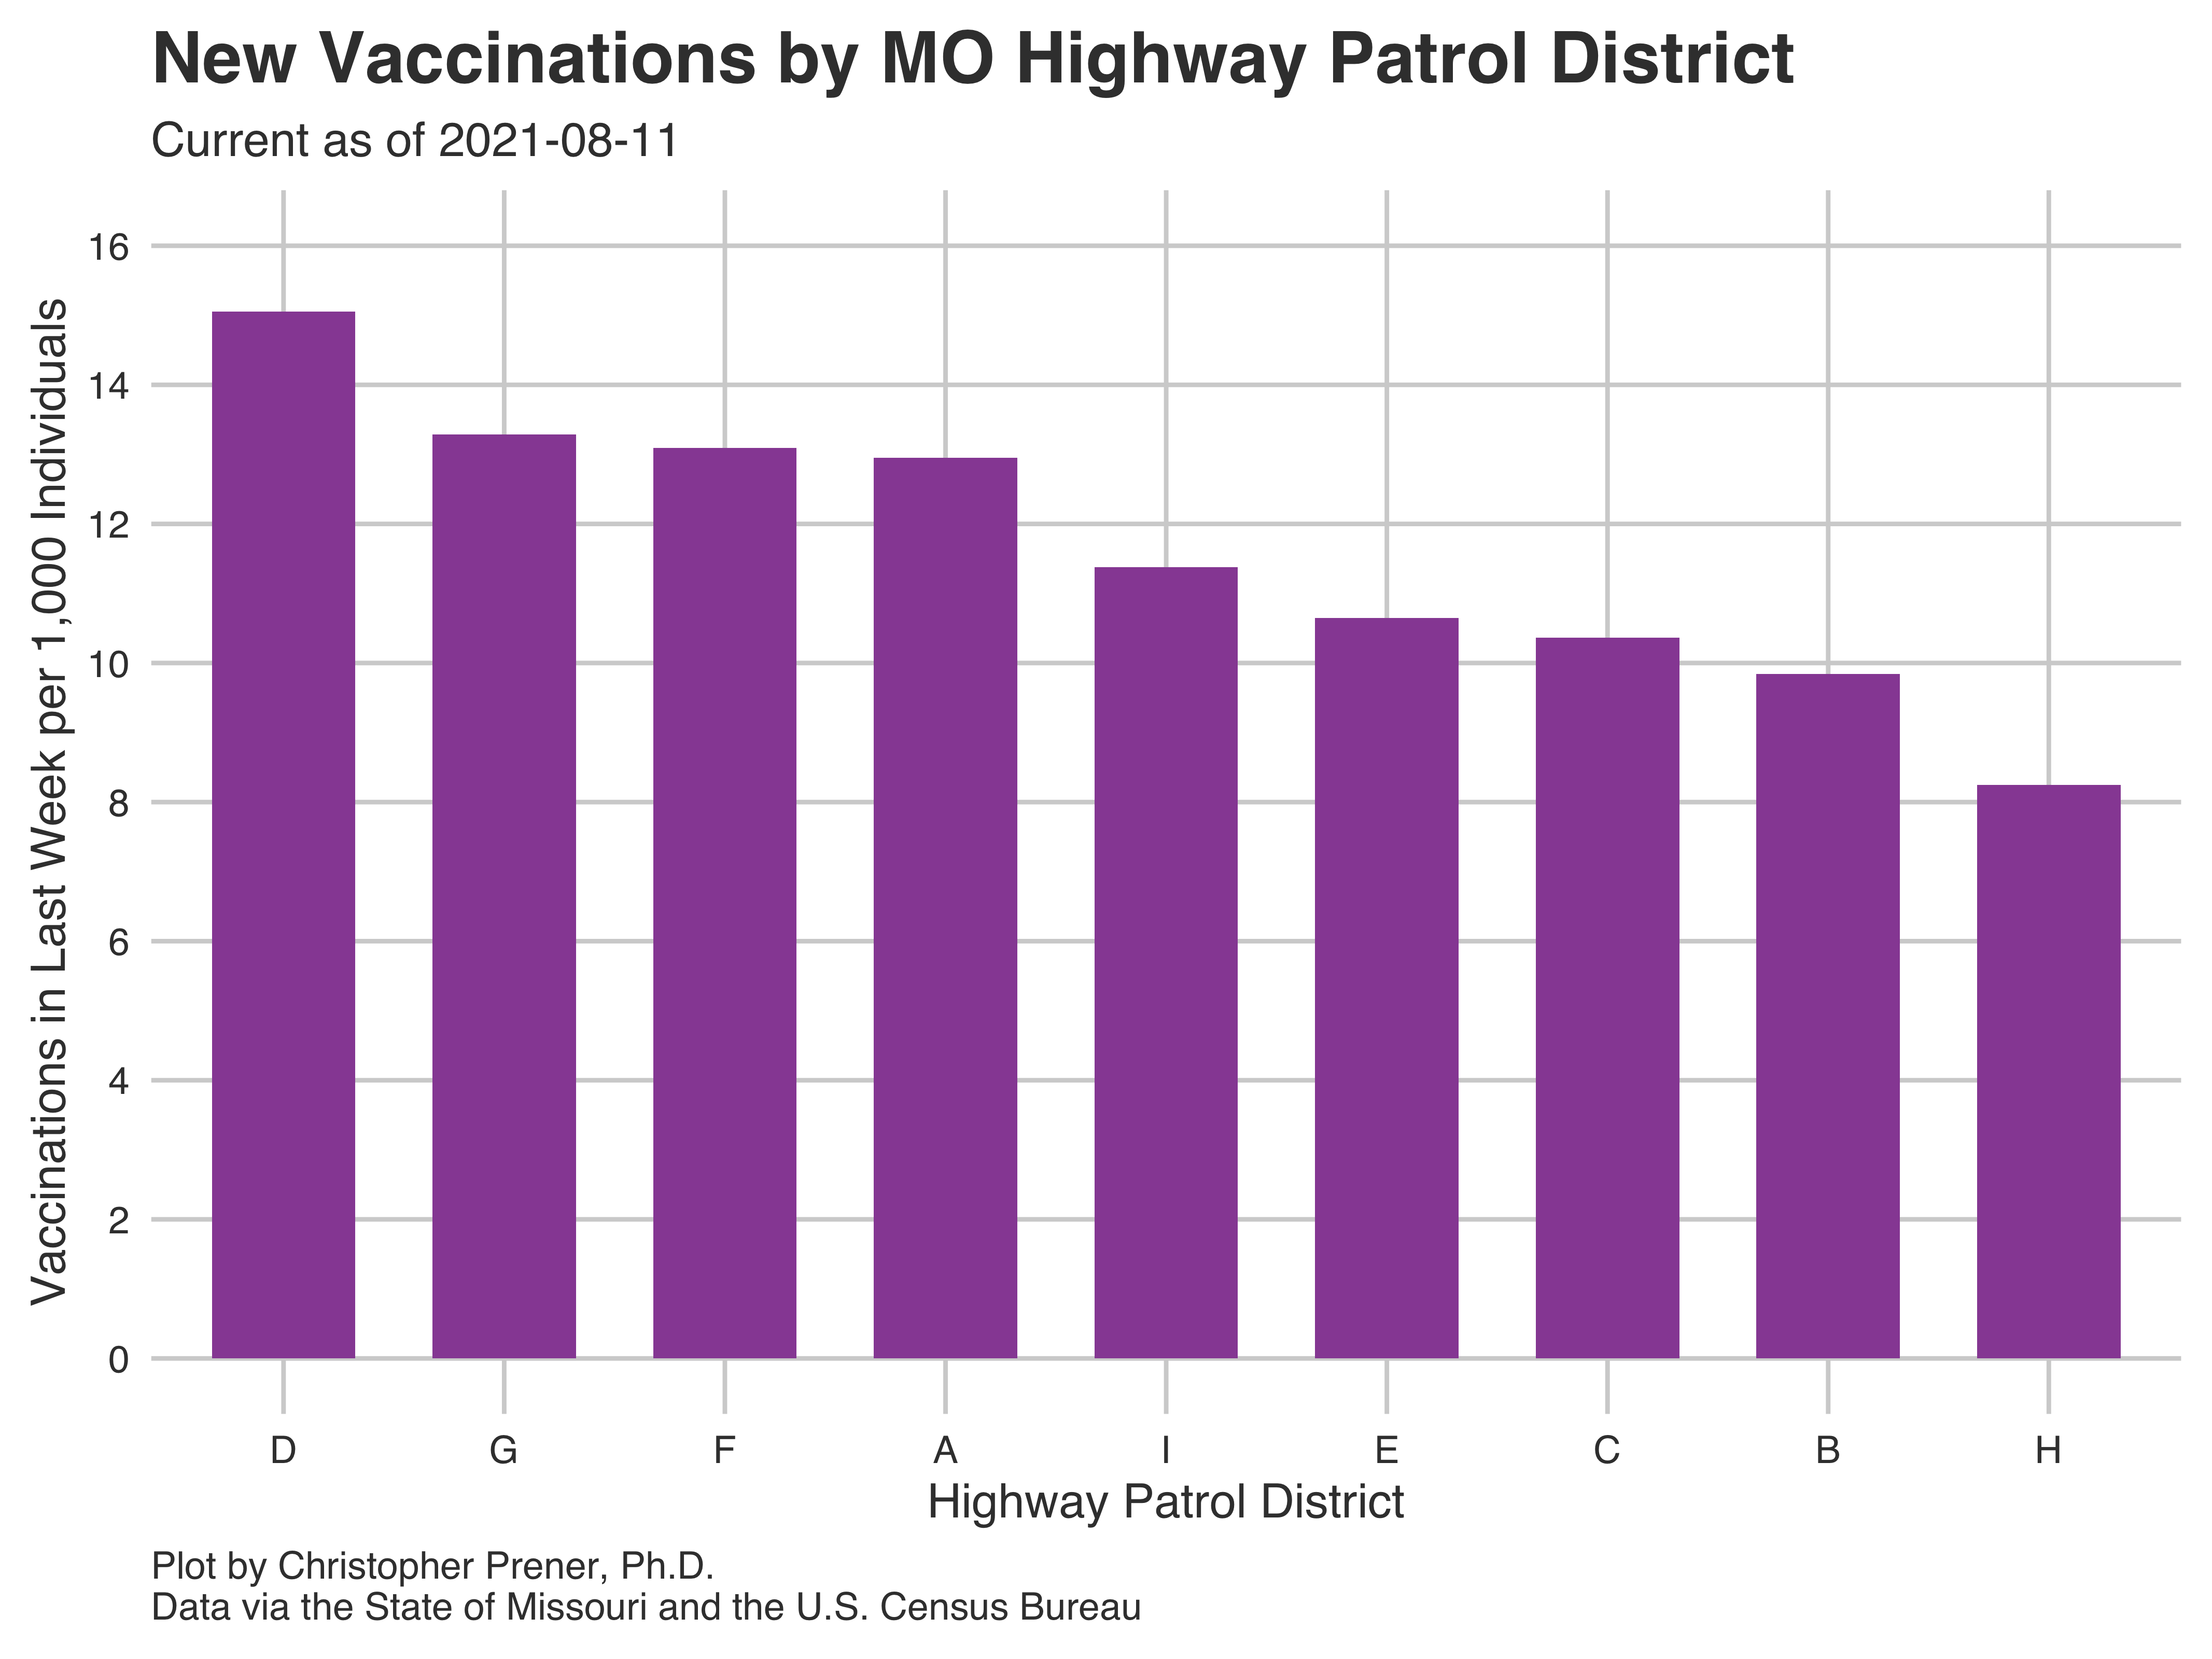 New Vaccinations by MO Highway Patrol District
Current as of 2021-08-11
Vaccinations in Last Week per 1,000 Individuals
16
14
12
10
8
6
4
2
0
D G F A I E C B H
Highway Patrol District
Plot by Christopher Prener, Ph.D.
Data via the State of Missouri and the U.S. Census Bureau